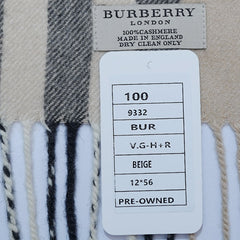 BURBERRY
LONDON
100%CASHMERE
MADE IN ENGLAND
DRY CLEAN ONLY
100
9332
BUR
V.G-H+R
BEIGE
12*56
PRE-OWNED